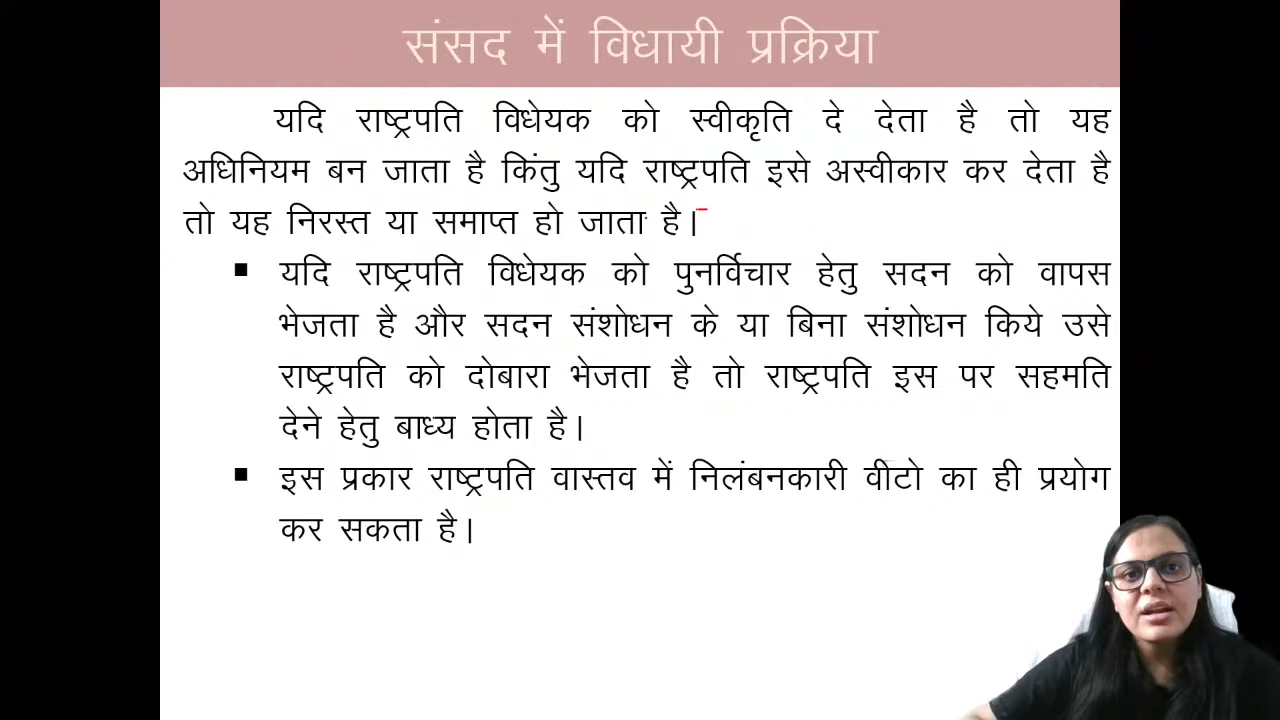 संसद में विधायी प्रक्रिया
यदि राष्ट्रपति विधेयक को स्वीकृति दे देता है तो यह
अधिनियम बन जाता है किंतु यदि राष्ट्रपति इसे अस्वीकार कर देता है
तो यह निरस्त या समाप्त हो जाता है।
▪ यदि राष्ट्रपति विधेयक को पुनर्विचार हेतु सदन को वापस
भेजता है और सदन संशोधन के या बिना संशोधन किये उसे
राष्ट्रपति को दोबारा भेजता है तो राष्ट्रपति इस पर सहमति
देने हेतु बाध्य होता है।
▪ इस प्रकार राष्ट्रपति वास्तव में निलंबनकारी वीटो का ही प्रयोग
कर सकता है।